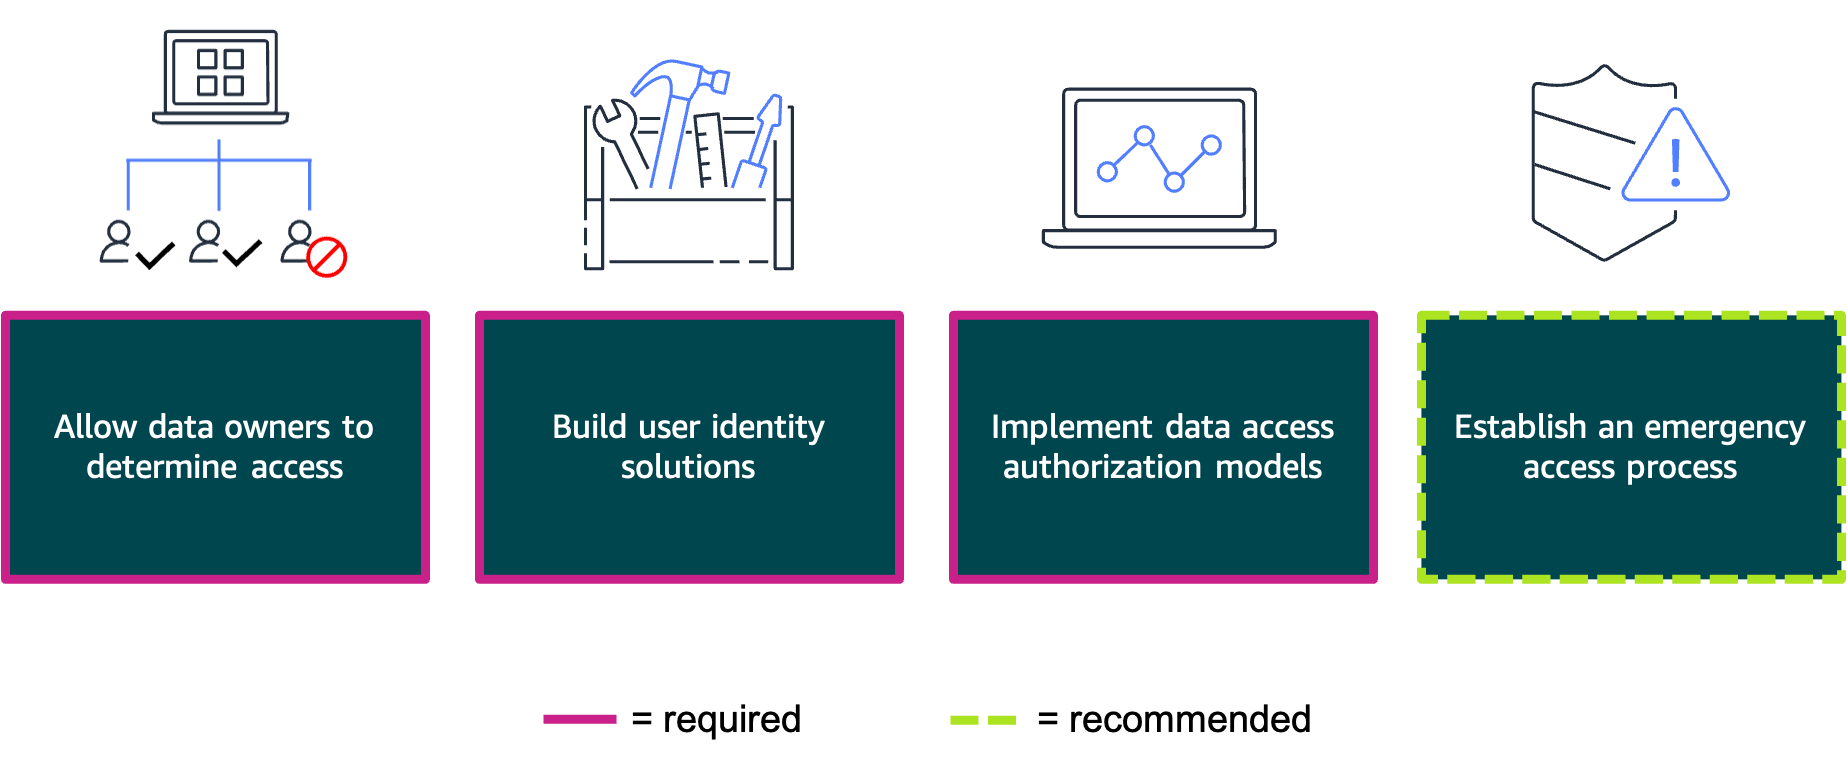 Allow data owners to
determine access
Build user identity
solutions
Implement data access
authorization models
Establish an emergency
access process
= required
= recommended